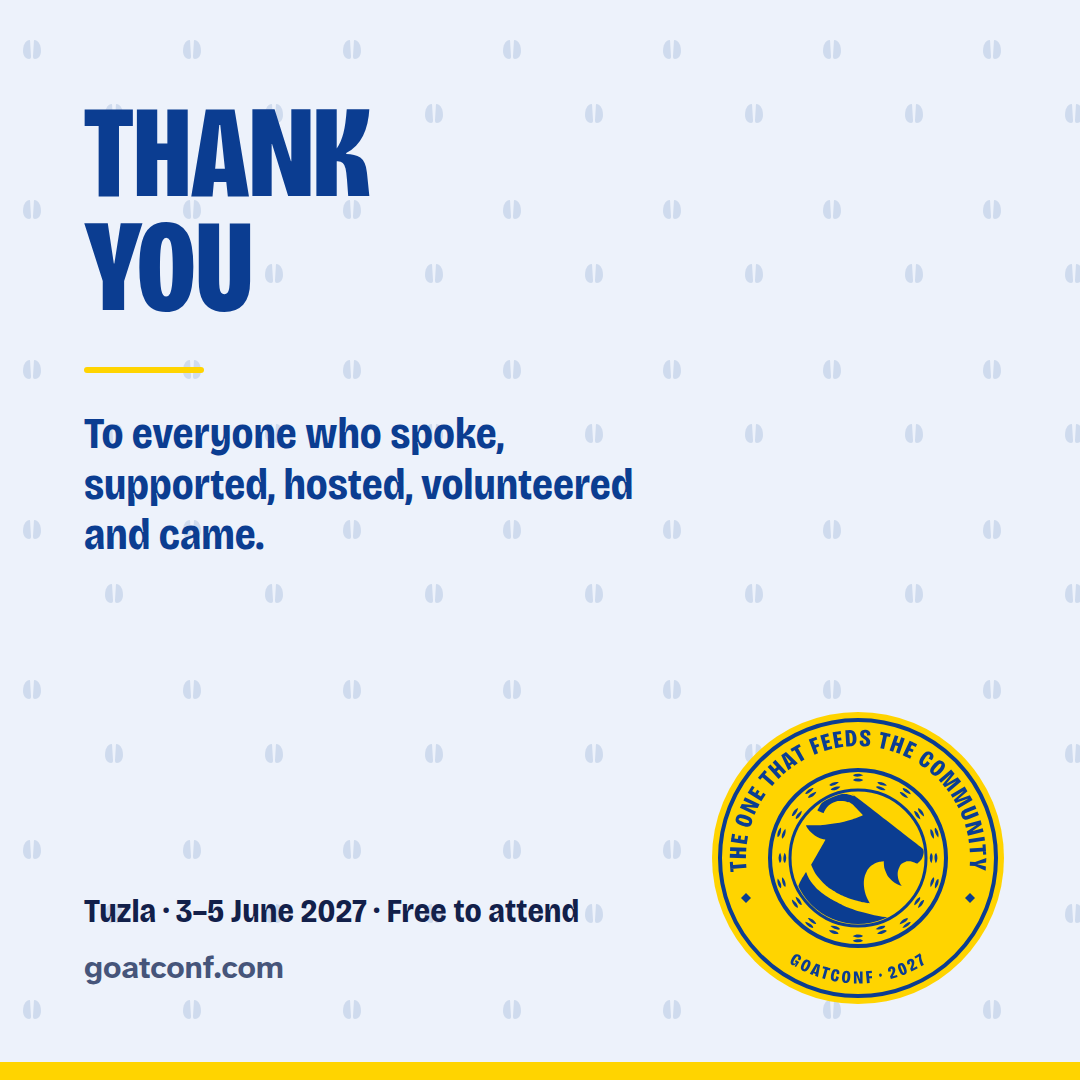 THANK
YOU
To everyone who spoke,
supported, hosted, volunteered
and came.
Tuzla · 3–5 June 2027 · Free to attend
goatconf.com
THE ONE THAT FEEDS THE COMMUNITY
GOATCONF · 2027